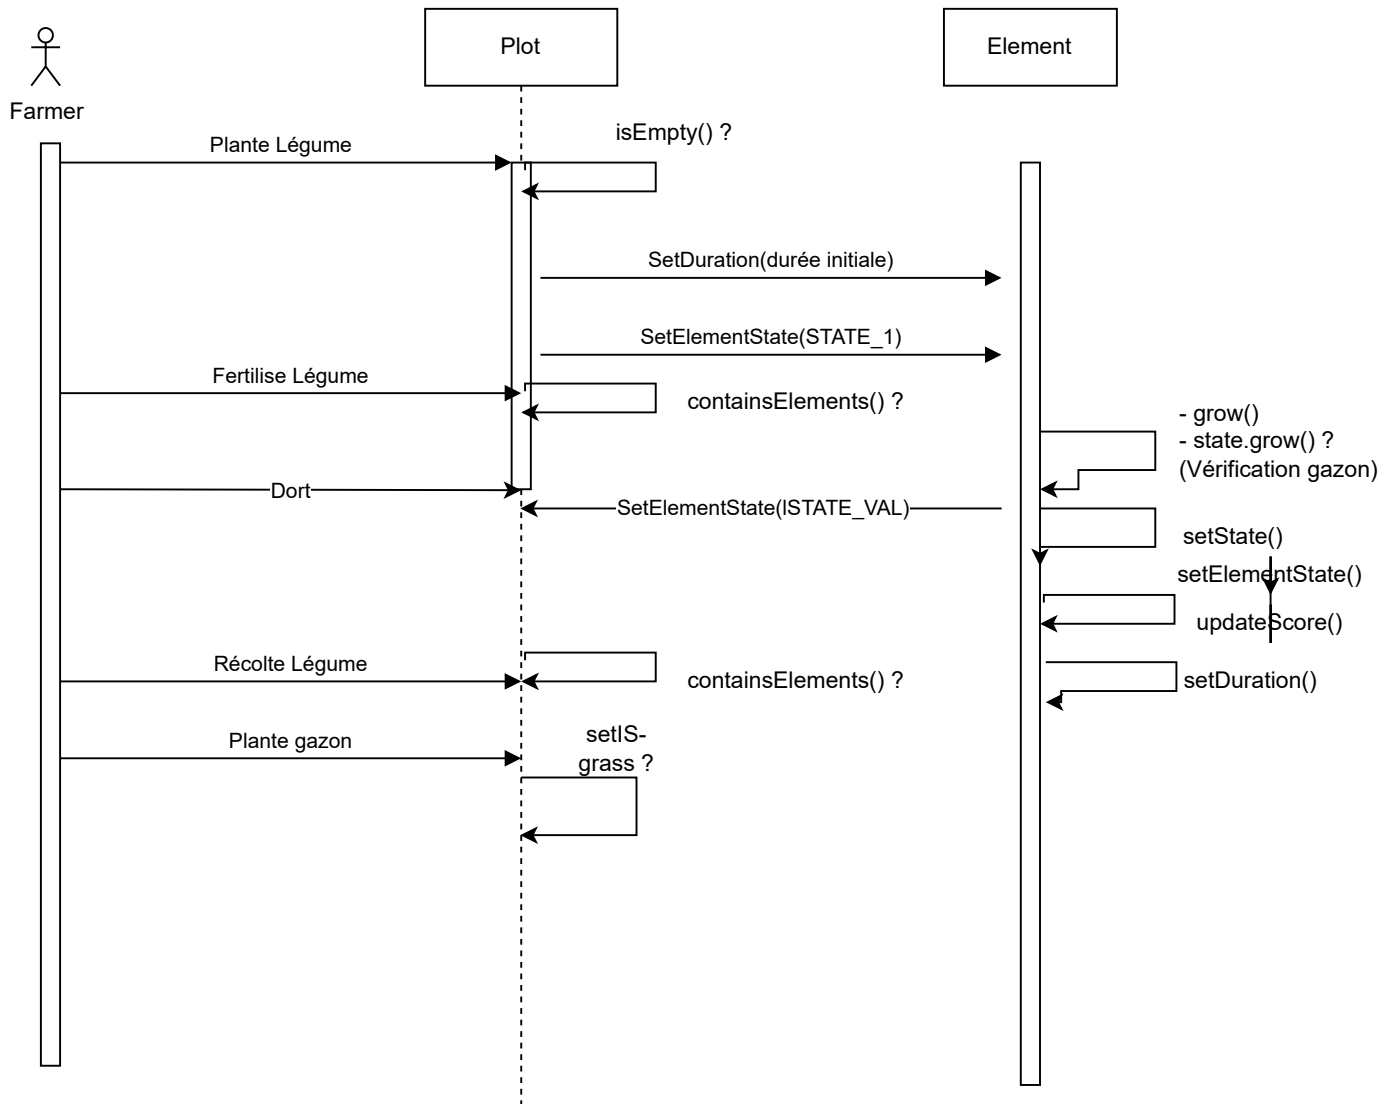 Plot
Element
Farmer
isEmpty() ?
Plante Légume
SetDuration(durée initiale)
SetElementState(STATE_1)
Fertilise Légume
containsElements() ?
- grow()
- state.grow() ?
(Vérification gazon)
Dort
SetElementState(lSTATE_VAL)
setState()
setElementState()
updateScore()
Récolte Légume
containsElements() ?
setDuration()
Plante gazon
setIS-
grass ?